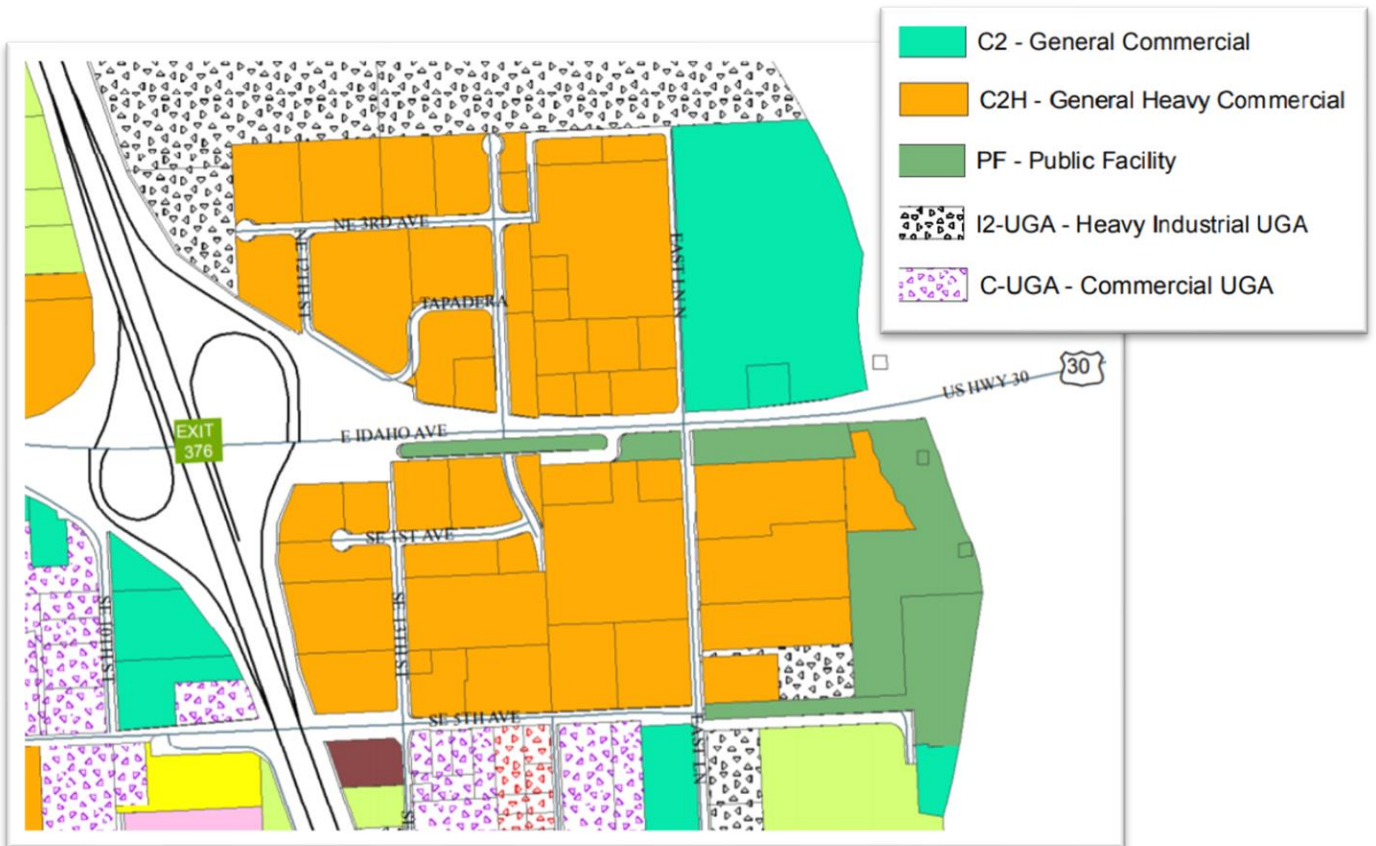 C2 - General Commercial
C2H - General Heavy Commercial
PF - Public Facility
I2-UGA - Heavy Industrial UGA
C-UGA - Commercial UGA
NE 3RD AVE
NE 12TH ST
EAST LN N
TAPADERA
30
US HWY 30
EXIT
376
E IDAHO AVE
SE 1ST AVE
SE 10TH ST
SE 13TH ST
SE 5TH AVE
EAST LN
SE